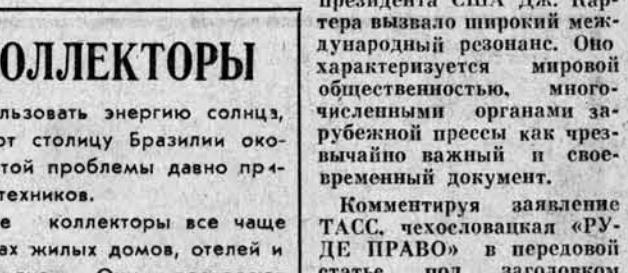 ОЛЛЕКТОРЫ
льзовать энергию солнца,
от столицу Бразилии око-
той проблемы давно при-
техников.
е коллекторы все чаще
ах жилых домов, отелей и
президента США Дж. Кар-
тера вызвало широкий меж-
дународный резонанс. Оно
характеризуется мировой
общественностью, много-
численными органами за-
рубежной прессы как чрез-
вычайно важный и свое-
временный документ.
Комментируя заявление
ТАСС, чехословацкая «РУ-
ДЕ ПРАВО» в передовой
статье под заголовком